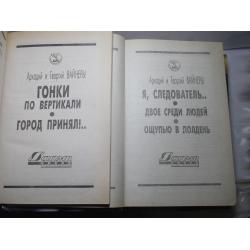 Аркадий и Георгий ВАЙНЕРЫ
ГОНКИ
ПО ВЕРТИКАЛИ
ГОРОД ПРИНЯЛ!..
Аркадий и Георгий ВАЙНЕРЫ
Я, СЛЕДОВАТЕЛЬ..
ДВОЕ СРЕДИ ЛЮДЕЙ
ОЩУПЬЮ В ПОЛДЕНЬ